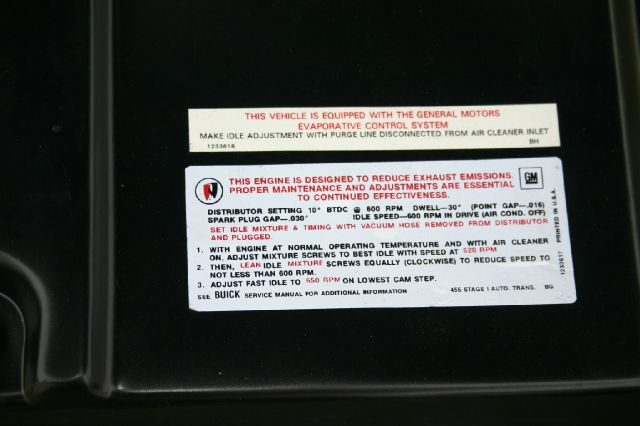 THIS VEHICLE IS EQUIPPED WITH THE GENERAL MOTORS
EVAPORATIVE CONTROL SYSTEM
MAKE IDLE ADJUSTMENT WITH PURGE LINE DISCONNECTED FROM AIR CLEANER INLET
1233618 BH
THIS ENGINE IS DESIGNED TO REDUCE EXHAUST EMISSIONS. GM
PROPER MAINTENANCE AND ADJUSTMENTS ARE ESSENTIAL
TO CONTINUED EFFECTIVENESS.
DISTRIBUTOR SETTING 10° BTDC @ 600 RPM DWELL—30° (POINT GAP—.016)
SPARK PLUG GAP—.030" IDLE SPEED—600 RPM IN DRIVE (AIR COND. OFF)
SET IDLE MIXTURE & TIMING WITH VACUUM HOSE REMOVED FROM DISTRIBUTOR
AND PLUGGED.
1. WITH ENGINE AT NORMAL OPERATING TEMPERATURE AND WITH AIR CLEANER
ON, ADJUST MIXTURE SCREWS TO BEST IDLE WITH SPEED AT 620 RPM
2. THEN, LEAN IDLE MIXTURE SCREWS EQUALLY (CLOCKWISE) TO REDUCE SPEED TO
NOT LESS THAN 600 RPM.
3. ADJUST FAST IDLE TO 550 RPM ON LOWEST CAM STEP.
SEE BUICK SERVICE MANUAL FOR ADDITIONAL INFORMATION 455 STAGE I AUTO. TRANS. BG
1233617 PRINTED IN U.S.A.